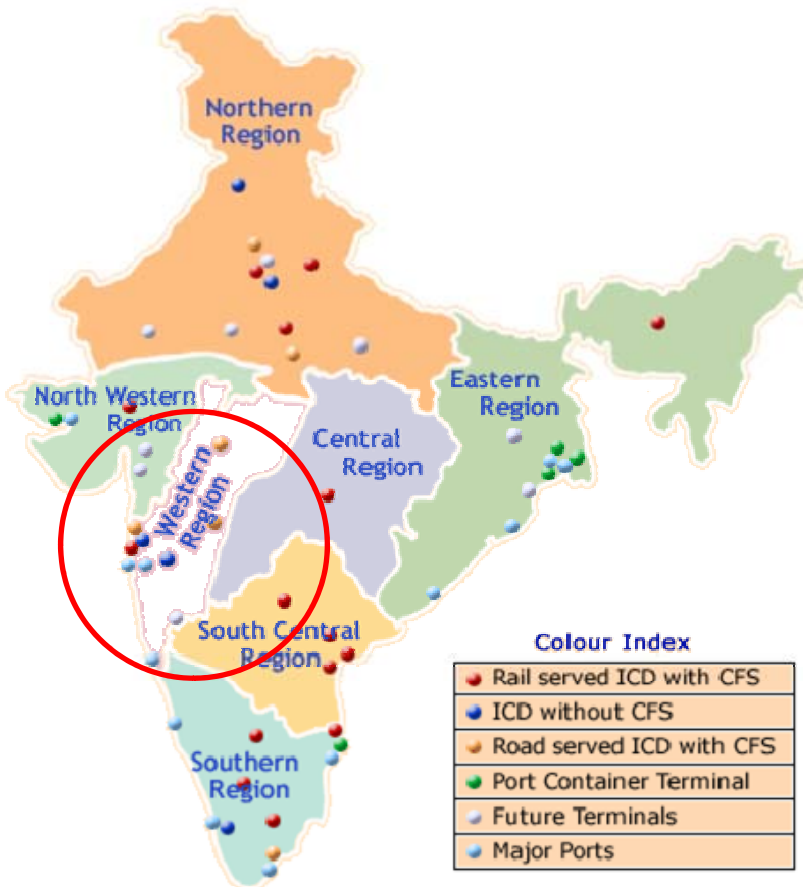 Northern
Region
North Western
Region
Western
Region
Central
Region
Eastern
Region
South Central
Region
Southern
Region
Colour Index
Rail served ICD with CFS
ICD without CFS
Road served ICD with CFS
Port Container Terminal
Future Terminals
Major Ports